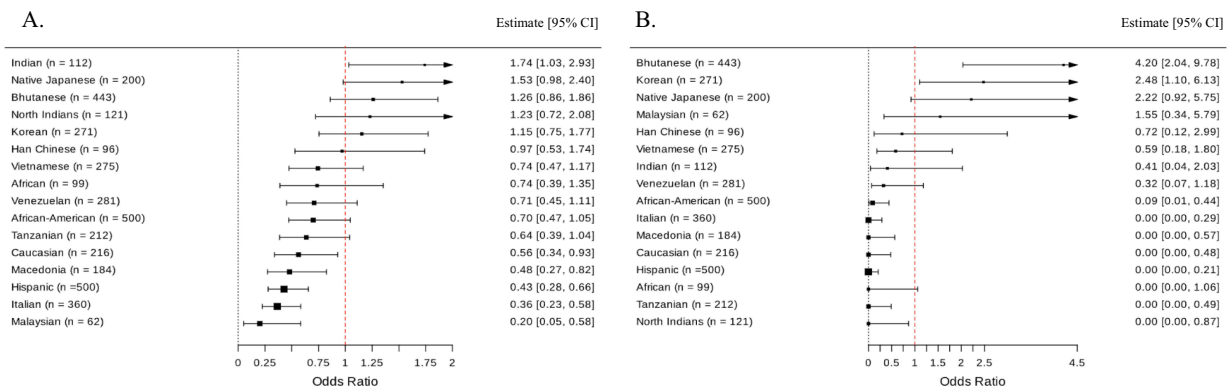 A.
Estimate [95% CI]
Indian (n = 112) 1.74 [1.03, 2.93]
Native Japanese (n = 200) 1.53 [0.98, 2.40]
Bhutanese (n = 443) 1.26 [0.86, 1.86]
North Indians (n = 121) 1.23 [0.72, 2.08]
Korean (n = 271) 1.15 [0.75, 1.77]
Han Chinese (n = 96) 0.97 [0.53, 1.74]
Vietnamese (n = 275) 0.74 [0.47, 1.17]
African (n = 99) 0.74 [0.39, 1.35]
Venezuelan (n = 281) 0.71 [0.45, 1.11]
African-American (n = 500) 0.70 [0.47, 1.05]
Tanzanian (n = 212) 0.64 [0.39, 1.04]
Caucasian (n = 216) 0.56 [0.34, 0.93]
Macedonia (n = 184) 0.48 [0.27, 0.82]
Hispanic (n =500) 0.43 [0.28, 0.66]
Italian (n = 360) 0.36 [0.23, 0.58]
Malaysian (n = 62) 0.20 [0.05, 0.58]
0 0.25 0.75 1 1.25 1.75 2
Odds Ratio
B.
Estimate [95% CI]
Bhutanese (n = 443) 4.20 [2.04, 9.78]
Korean (n = 271) 2.48 [1.10, 6.13]
Native Japanese (n = 200) 2.22 [0.92, 5.75]
Malaysian (n = 62) 1.55 [0.34, 5.79]
Han Chinese (n = 96) 0.72 [0.12, 2.99]
Vietnamese (n = 275) 0.59 [0.18, 1.80]
Indian (n = 112) 0.41 [0.04, 2.03]
Venezuelan (n = 281) 0.32 [0.07, 1.18]
African-American (n = 500) 0.09 [0.01, 0.44]
Italian (n = 360) 0.00 [0.00, 0.29]
Macedonia (n = 184) 0.00 [0.00, 0.57]
Caucasian (n = 216) 0.00 [0.00, 0.48]
Hispanic (n =500) 0.00 [0.00, 0.21]
African (n = 99) 0.00 [0.00, 1.06]
Tanzanian (n = 212) 0.00 [0.00, 0.49]
North Indians (n = 121) 0.00 [0.00, 0.87]
0 0.5 1 1.5 2 2.5 4.5
Odds Ratio